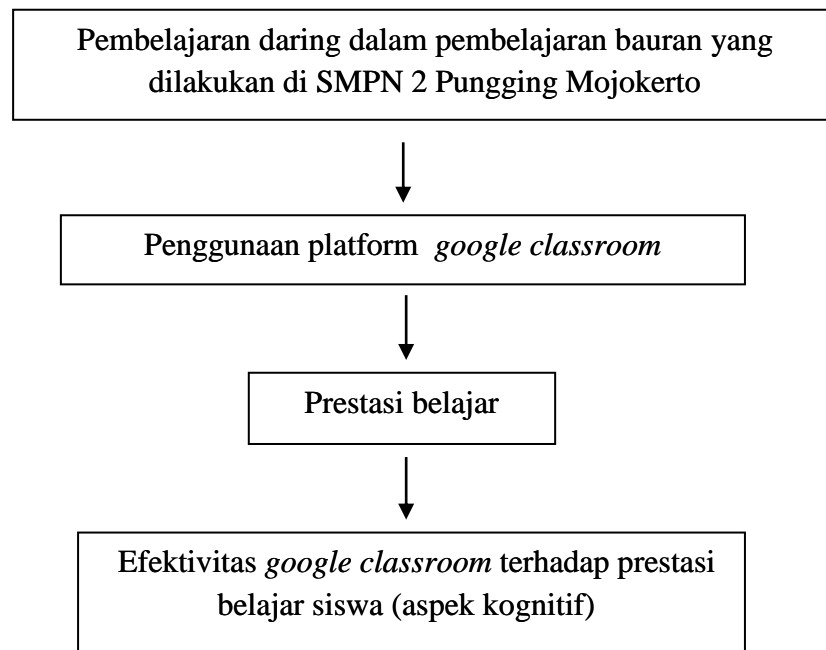 Pembelajaran daring dalam pembelajaran bauran yang
dilakukan di SMPN 2 Pungging Mojokerto
Penggunaan platform google classroom
Prestasi belajar
Efektivitas google classroom terhadap prestasi
belajar siswa (aspek kognitif)